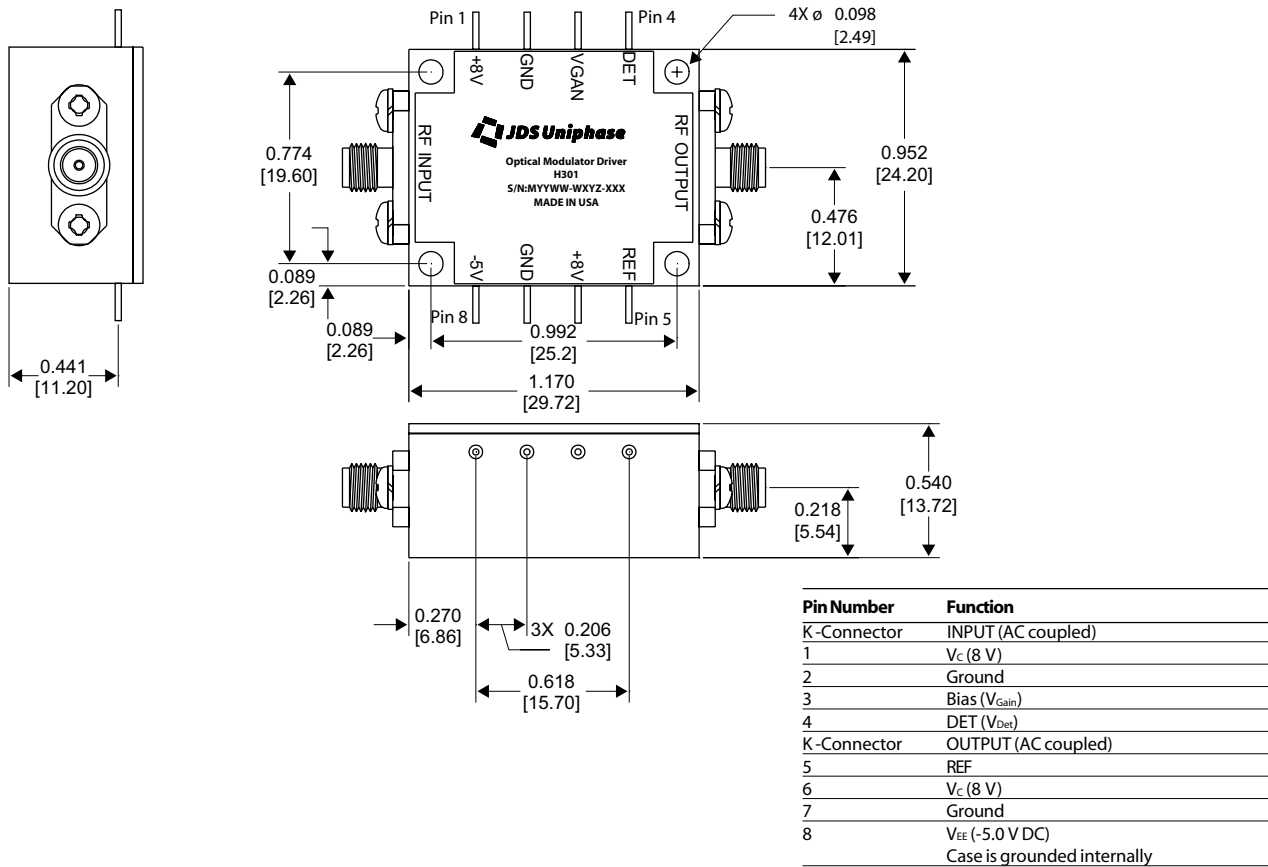 Pin 1
Pin 4
4X ø 0.098
[2.49]
+8V
GND
VGAN
DET
RF INPUT
RF OUTPUT
JDS Uniphase
Optical Modulator Driver
H301
S/N:MYYWW-WXYZ-XXX
MADE IN USA
0.774
[19.60]
0.952
[24.20]
0.476
[12.01]
-5V
GND
+8V
REF
0.089
[2.26]
Pin 8
Pin 5
0.089
[2.26]
0.992
[25.2]
0.441
[11.20]
1.170
[29.72]
0.540
[13.72]
0.218
[5.54]
0.270
[6.86]
3X 0.206
[5.33]
0.618
[15.70]
Pin Number Function
K-Connector INPUT (AC coupled)
1 VC (8 V)
2 Ground
3 Bias (VGain)
4 DET (VDet)
K-Connector OUTPUT (AC coupled)
5 REF
6 VC (8 V)
7 Ground
8 VEE (-5.0 V DC)
Case is grounded internally